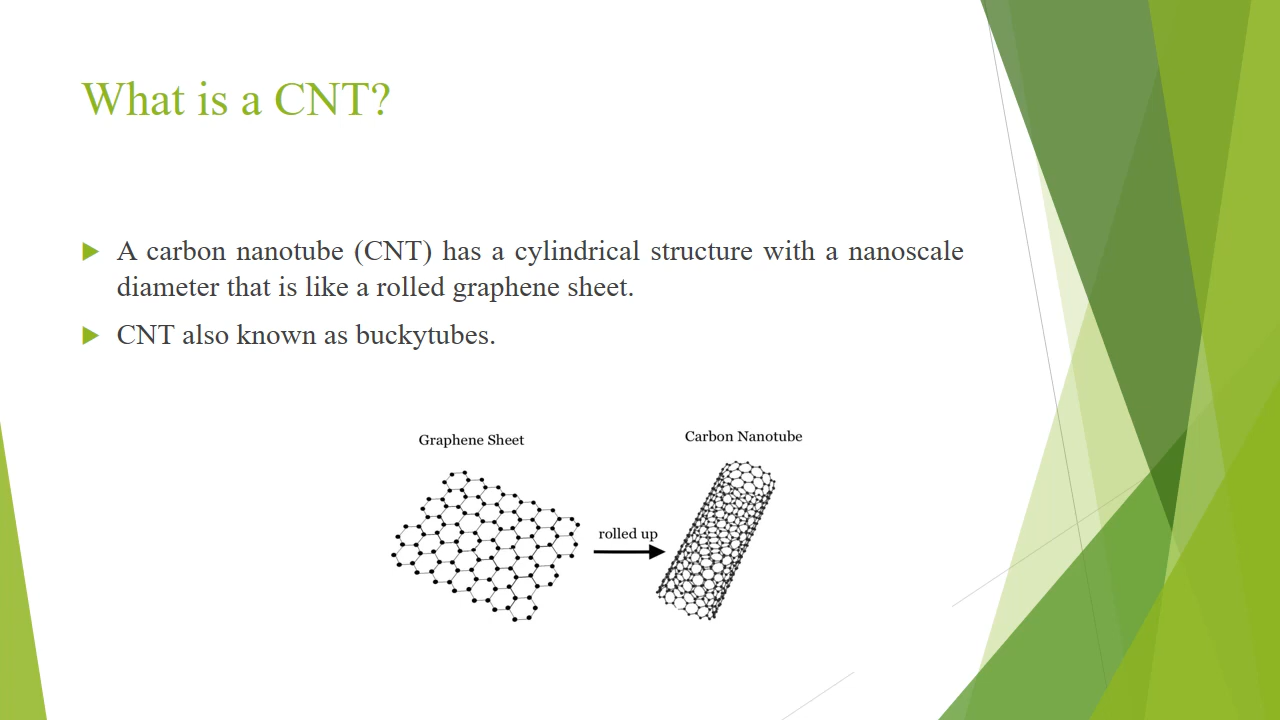 What is a CNT?
A carbon nanotube (CNT) has a cylindrical structure with a nanoscale
diameter that is like a rolled graphene sheet.
CNT also known as buckytubes.
Graphene Sheet
Carbon Nanotube
rolled up